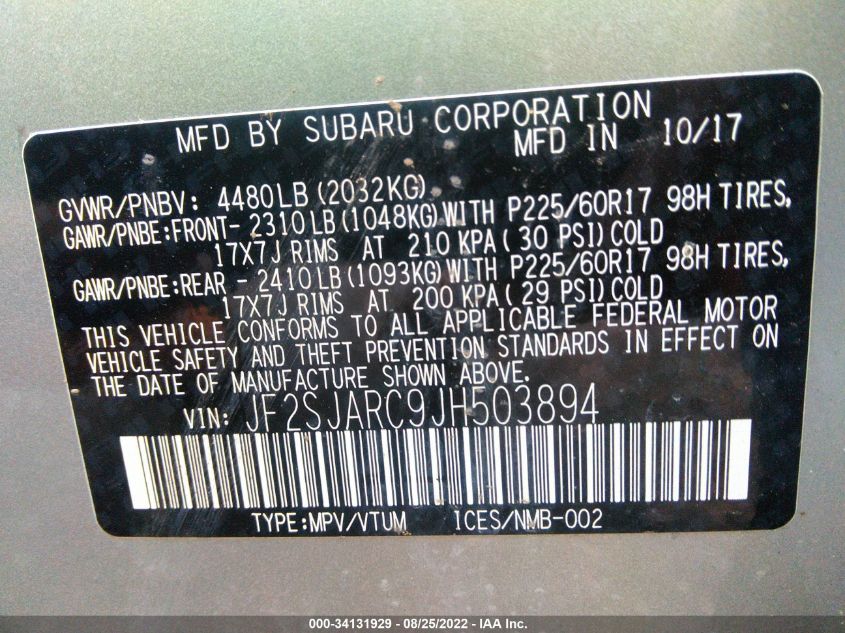 MFD BY SUBARU CORPORATION
MFD IN 10/17
GVWR/PNBV: 4480LB(2032KG)
GAWR/PNBE:FRONT- 2310LB(1048KG)WITH P225/60R17 98H TIRES,
17X7J RIMS AT 210 KPA(30 PSI)COLD
GAWR/PNBE:REAR - 2410LB(1093KG)WITH P225/60R17 98H TIRES,
17X7J RIMS AT 200 KPA(29 PSI)COLD
THIS VEHICLE CONFORMS TO ALL APPLICABLE FEDERAL MOTOR
VEHICLE SAFETY AND THEFT PREVENTION STANDARDS IN EFFECT ON
THE DATE OF MANUFACTURE SHOWN ABOVE.
VIN: JF2SJARC9JH503894
TYPE:MPV/VTUM ICES/NMB-002
000-34131929 - 08/25/2022 - IAA Inc.